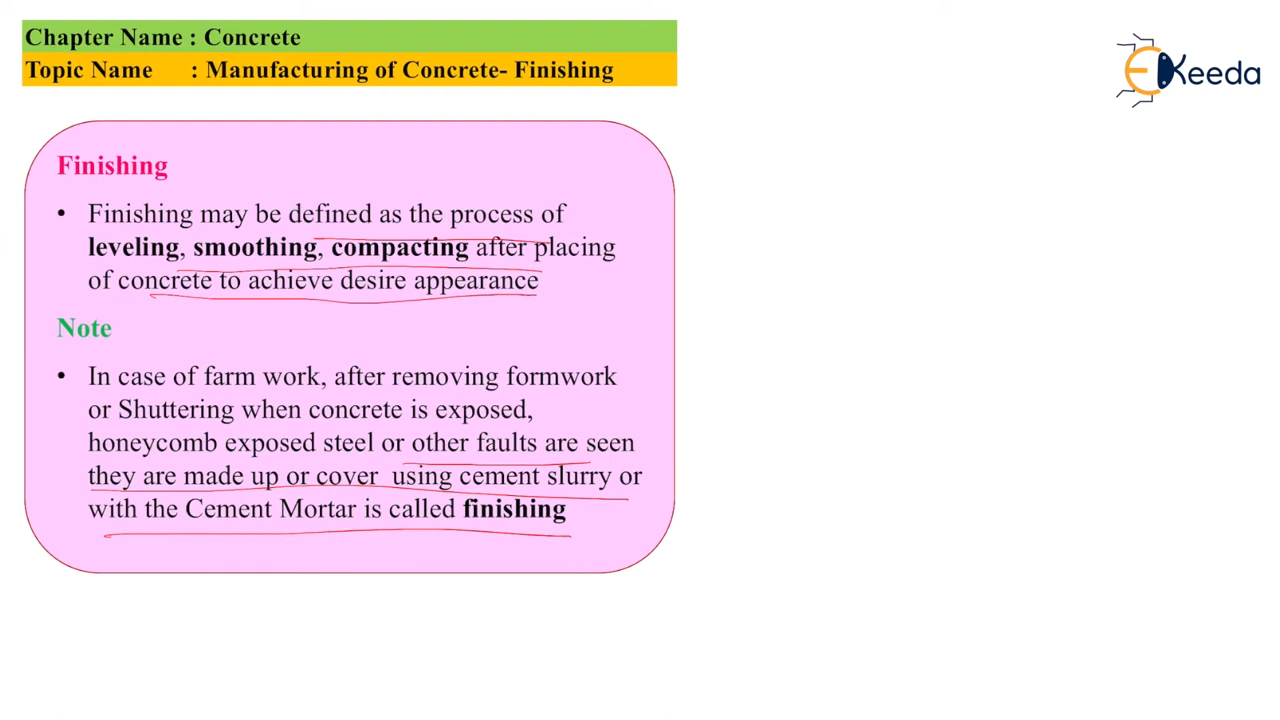 Chapter Name : Concrete
Topic Name : Manufacturing of Concrete- Finishing
EKeeda
Finishing
• Finishing may be defined as the process of
leveling, smoothing, compacting after placing
of concrete to achieve desire appearance
Note
• In case of farm work, after removing formwork
or Shuttering when concrete is exposed,
honeycomb exposed steel or other faults are seen
they are made up or cover using cement slurry or
with the Cement Mortar is called finishing